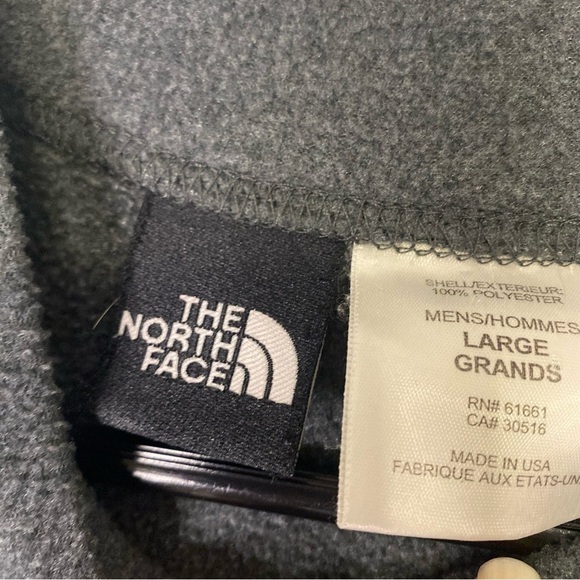 THE
NORTH
FACE
SHELL/EXTERIEUR:
100% POLYESTER
MENS/HOMMES
LARGE
GRANDS
RN# 61661
CA# 30516
MADE IN USA
FABRIQUE AUX ETATS-UN